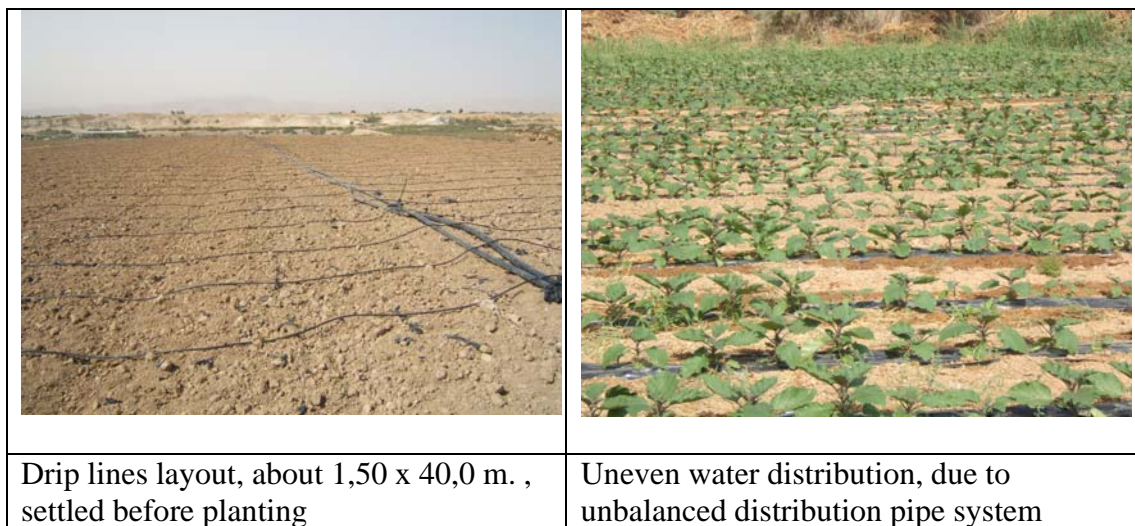 Drip lines layout, about 1,50 x 40,0 m. ,
settled before planting
Uneven water distribution, due to
unbalanced distribution pipe system